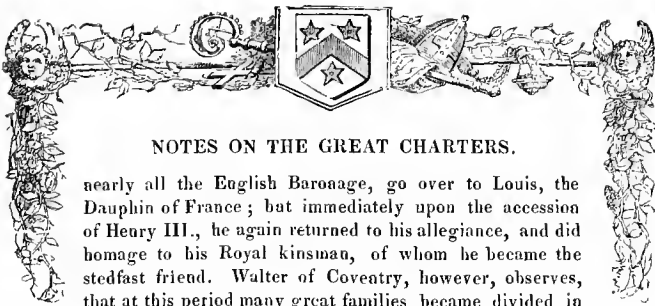 NOTES ON THE GREAT CHARTERS.
nearly all the English Baronage, go over to Louis, the
Dauphin of France ; but immediately upon the accession
of Henry III., he again returned to his allegiance, and did
homage to his Royal kinsman, of whom he became the
stedfast friend. Walter of Coventry, however, observes,
that at this period many great families became divided in